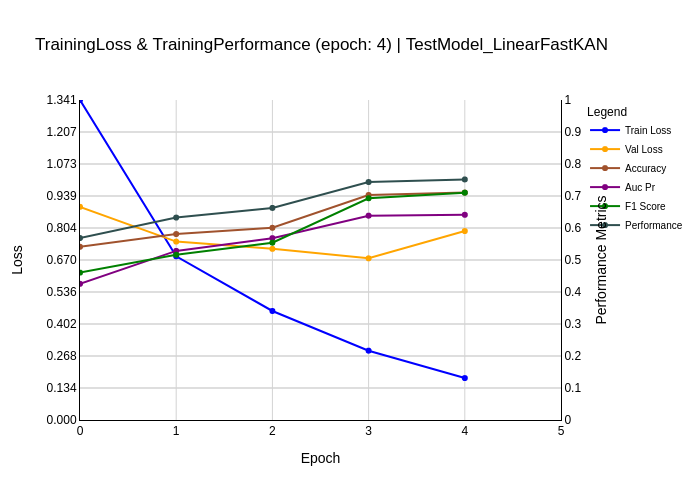 TrainingLoss & TrainingPerformance (epoch: 4) | TestModel_LinearFastKAN
1.341
1.207
1.073
0.939
0.804
0.670
0.536
0.402
0.268
0.134
0.000
Loss
0 1 2 3 4 5
Epoch
1
0.9
0.8
0.7
0.6
0.5
0.4
0.3
0.2
0.1
0
Performance Metrics
Legend
Train Loss
Val Loss
Accuracy
Auc Pr
F1 Score
Performance